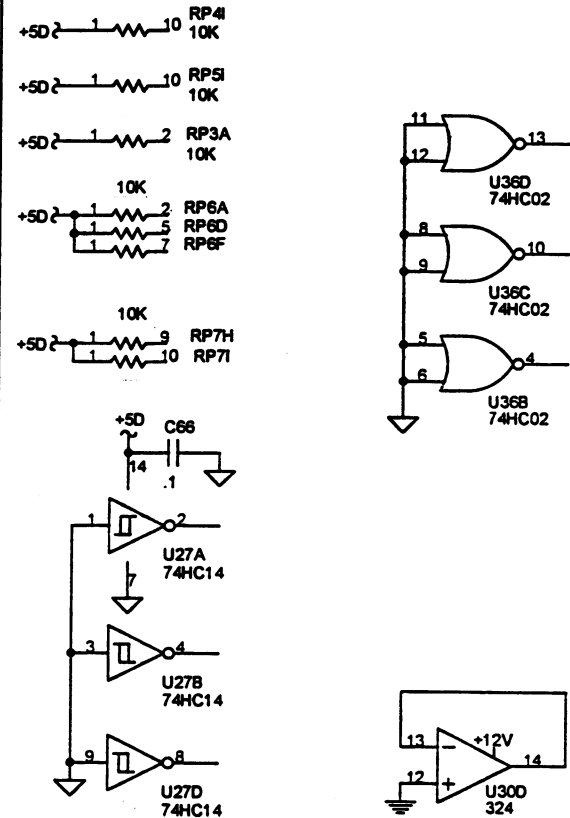 RP4I
+5D 1 10
10K
RP5I
+5D 1 10
10K
RP3A
+5D 1 2
10K
10K
+5D 1 2 RP6A
1 5 RP6D
1 7 RP6F
10K
+5D 1 9 RP7H
1 10 RP7I
+5D
C66
14
.1
1 2
U27A
74HC14
7
3 4
U27B
74HC14
9 8
U27D
74HC14
11
12
13
U36D
74HC02
8
9
10
U36C
74HC02
5
6
4
U36B
74HC02
13
+12V
12
14
U30D
324